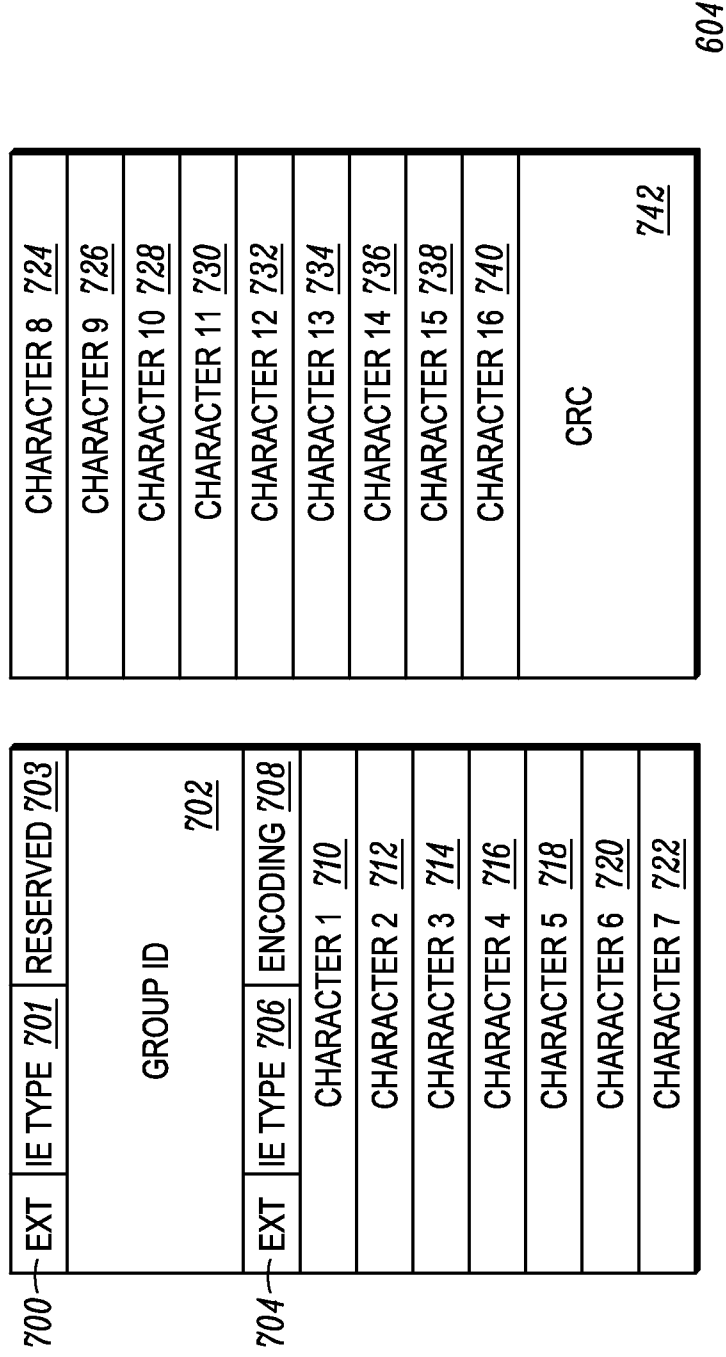 700 EXT IE TYPE 701 RESERVED 703
GROUP ID
702
704 EXT IE TYPE 706 ENCODING 708
CHARACTER 1 710
CHARACTER 2 712
CHARACTER 3 714
CHARACTER 4 716
CHARACTER 5 718
CHARACTER 6 720
CHARACTER 7 722
CHARACTER 8 724
CHARACTER 9 726
CHARACTER 10 728
CHARACTER 11 730
CHARACTER 12 732
CHARACTER 13 734
CHARACTER 14 736
CHARACTER 15 738
CHARACTER 16 740
CRC
742
604